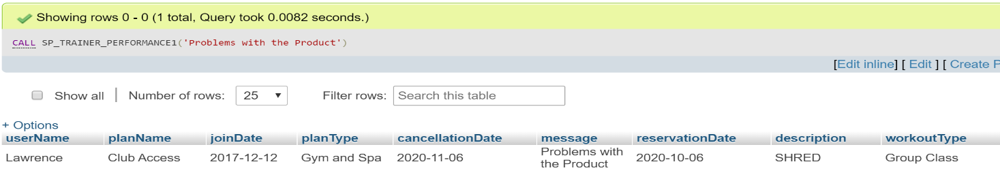 Showing rows 0 - 0 (1 total, Query took 0.0082 seconds.)
CALL SP_TRAINER_PERFORMANCE1('Problems with the Product')
[Edit inline] [ Edit ] [ Create P
Show all | Number of rows: 25 Filter rows: Search this table
+ Options
userName planName joinDate planType cancellationDate message reservationDate description workoutType
Lawrence Club Access 2017-12-12 Gym and Spa 2020-11-06 Problems with the Product 2020-10-06 SHRED Group Class